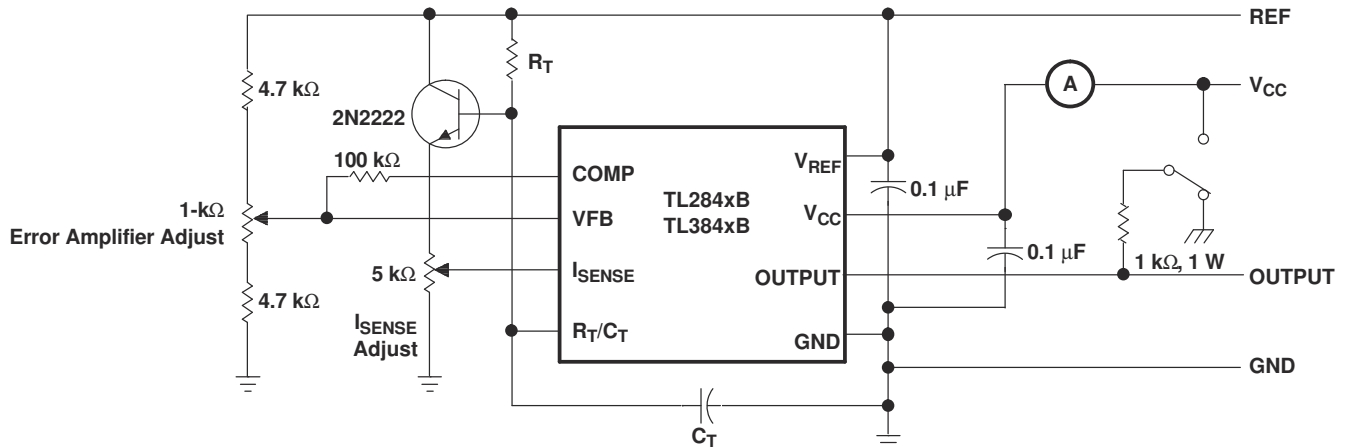 REF
R_T
4.7 kΩ
A
V_CC
2N2222
100 kΩ
COMP
V_REF
TL284xB
TL384xB
0.1 μF
VFB
V_CC
1-kΩ
Error Amplifier Adjust
0.1 μF
1 kΩ, 1 W
5 kΩ
I_SENSE
OUTPUT
OUTPUT
4.7 kΩ
I_SENSE
Adjust
R_T/C_T
GND
GND
C_T